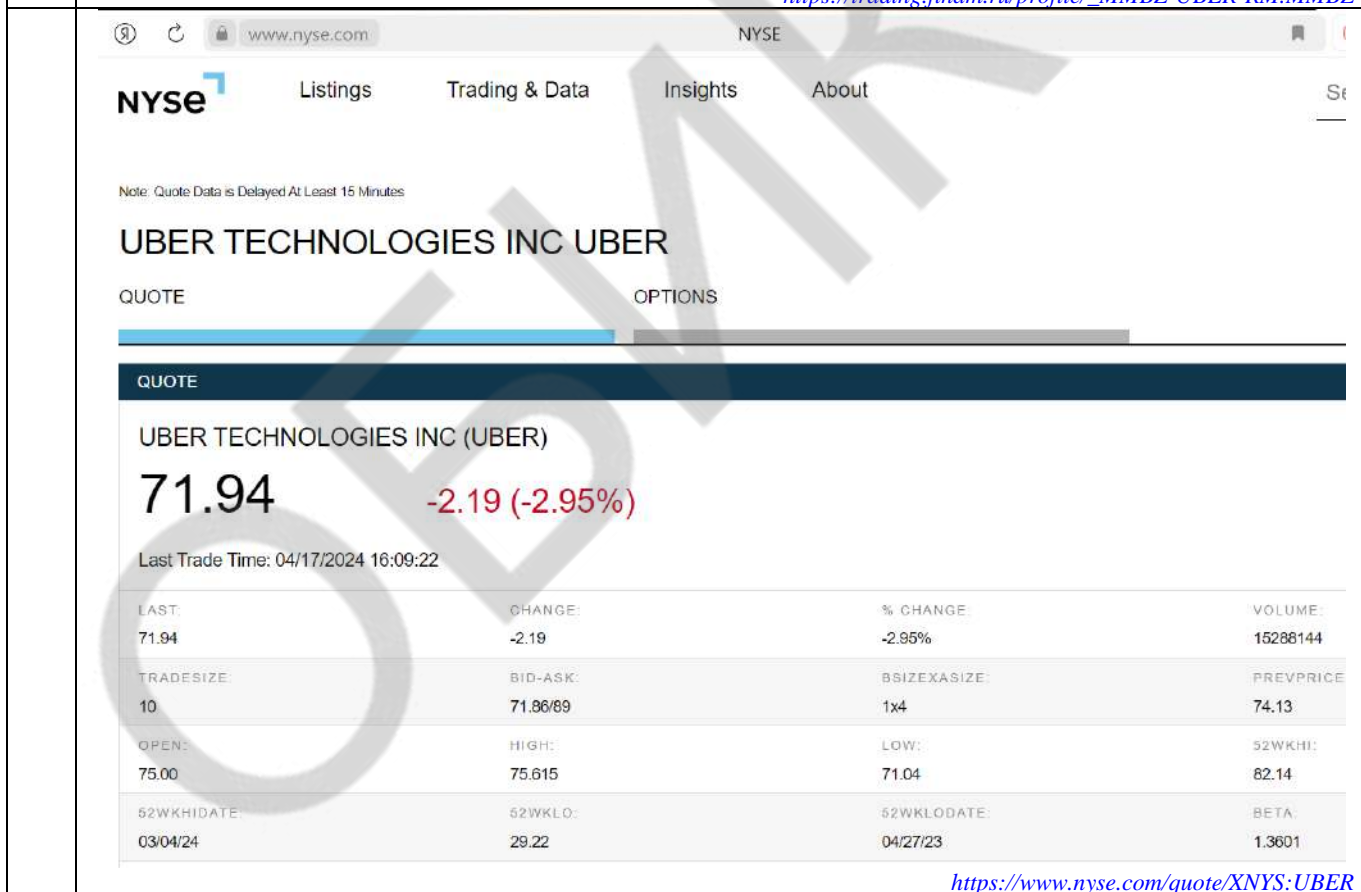 https://trading.finam.ru/profile/_MMBZ-UBER-RM.MMBZ
Я www.nyse.com NYSE
NYSE Listings Trading & Data Insights About Se
Note: Quote Data is Delayed At Least 15 Minutes
UBER TECHNOLOGIES INC UBER
QUOTE OPTIONS
QUOTE
UBER TECHNOLOGIES INC (UBER)
71.94 -2.19 (-2.95%)
Last Trade Time: 04/17/2024 16:09:22
LAST: CHANGE: % CHANGE: VOLUME:
71.94 -2.19 -2.95% 15288144
TRADESIZE: BID-ASK: BSIZEXASIZE: PREVPRICE
10 71.86/89 1x4 74.13
OPEN: HIGH: LOW: 52WKHI:
75.00 75.615 71.04 82.14
52WKHIDATE: 52WKLO: 52WKLODATE: BETA:
03/04/24 29.22 04/27/23 1.3601
https://www.nyse.com/quote/XNYS:UBER